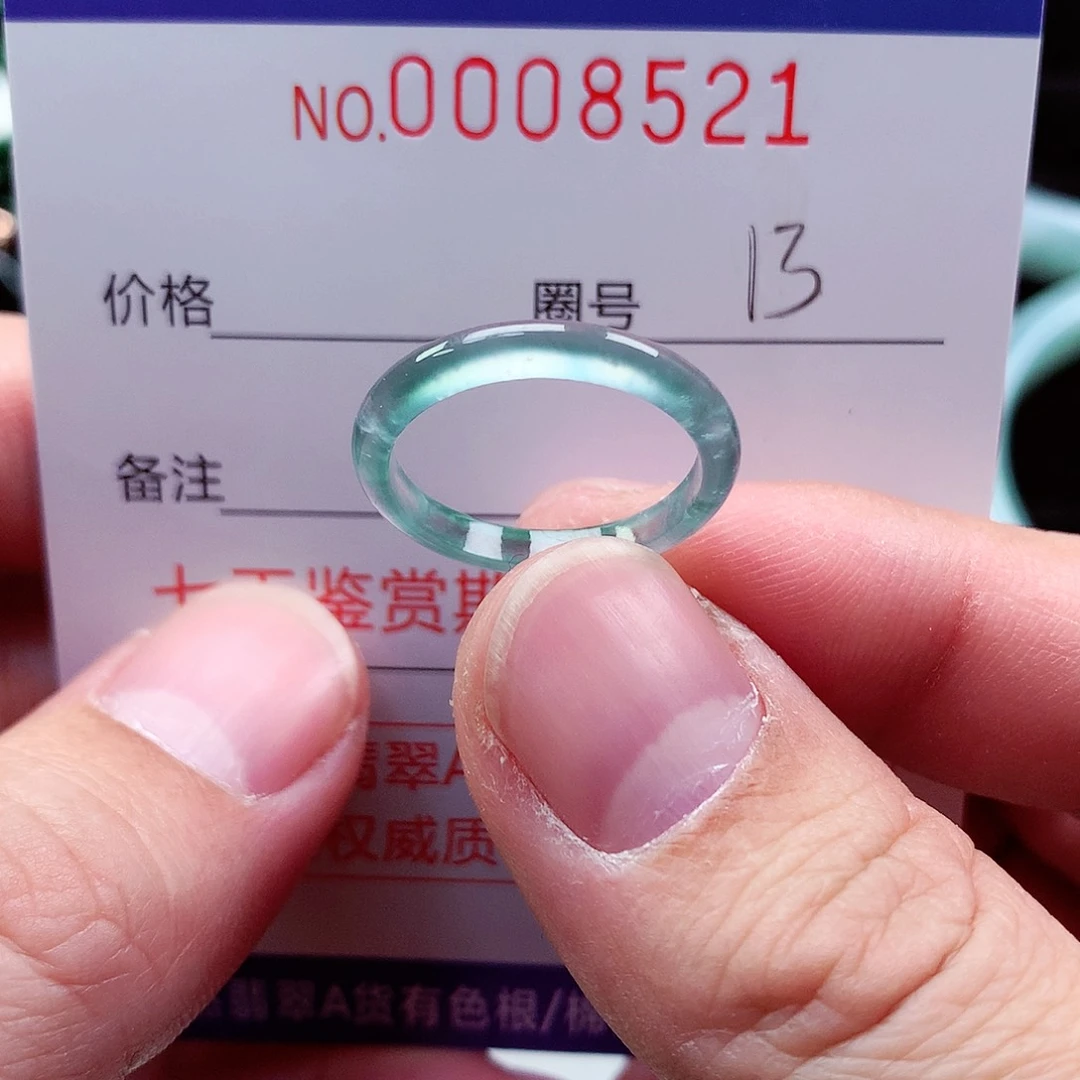 NO.0008521
价格 圈号 13
备注
鉴赏期
翡翠A
权威质
翡翠A货有色根/棉